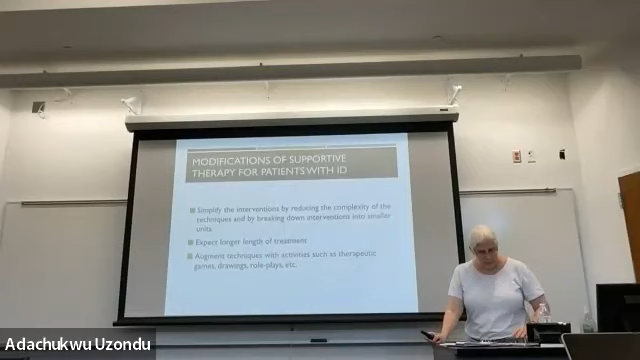 MODIFICATIONS OF SUPPORTIVE
THERAPY FOR PATIENTS WITH ID
Simplify the interventions by reducing the complexity of the
techniques and by breaking down interventions into smaller
units.
Expect longer length of treatment
Augment techniques with activities such as therapeutic
games, drawings, role-plays, etc.
Adachukwu Uzondu